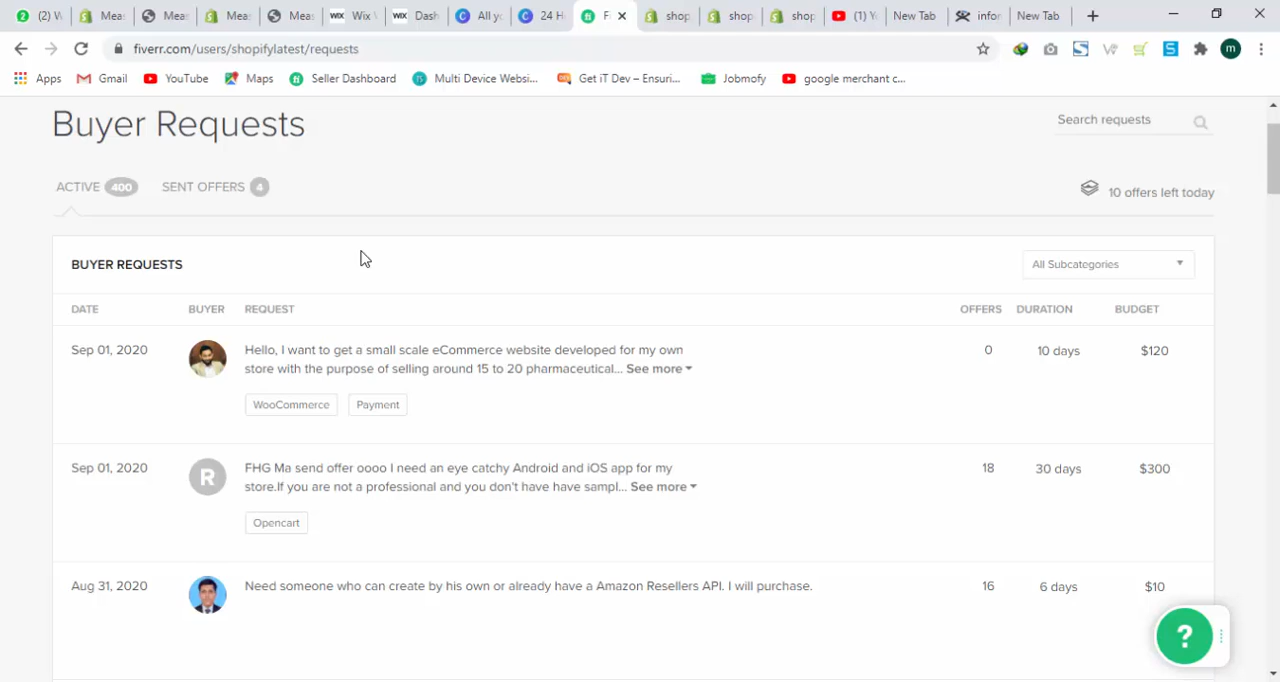 (2) W
Meas
Mea
Meas
Mea
WIX Wix
WIX Dash
All y
24 H
fi F
shop
shop
shop
(1) Y
New Tab
infor
New Tab
fiverr.com/users/shopifylatest/requests
m
Apps
Gmail
YouTube
Maps
fi Seller Dashboard
Multi Device Websi...
Get iT Dev – Ensuri...
Jobmofy
google merchant c...
Buyer Requests
Search requests
ACTIVE 400 SENT OFFERS 4
10 offers left today
BUYER REQUESTS
All Subcategories
DATE BUYER REQUEST OFFERS DURATION BUDGET
Sep 01, 2020 Hello, I want to get a small scale eCommerce website developed for my own 0 10 days $120
store with the purpose of selling around 15 to 20 pharmaceutical... See more
WooCommerce Payment
Sep 01, 2020 R FHG Ma send offer oooo I need an eye catchy Android and iOS app for my 18 30 days $300
store.If you are not a professional and you don't have have sampl... See more
Opencart
Aug 31, 2020 Need someone who can create by his own or already have a Amazon Resellers API. I will purchase. 16 6 days $10
?